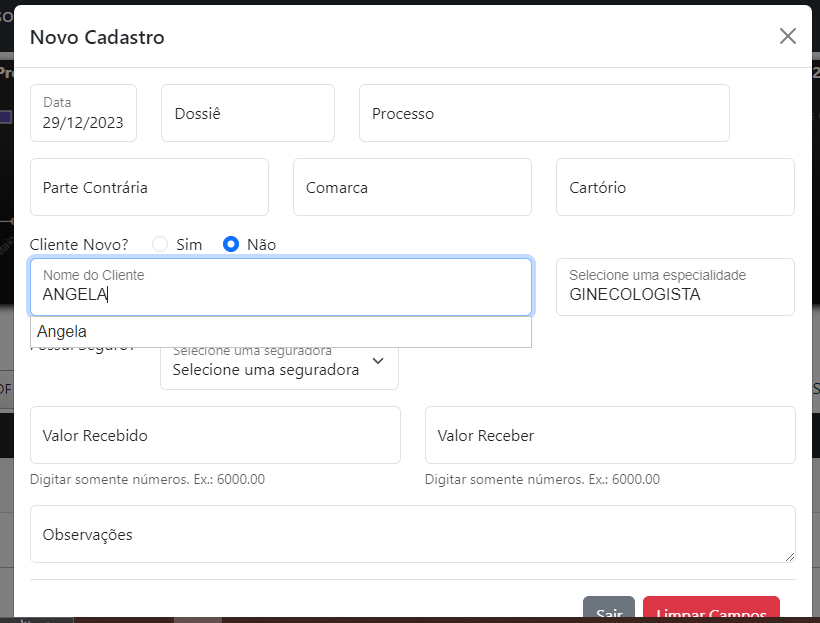 Novo Cadastro
Data
29/12/2023
Dossiê
Processo
Parte Contrária
Comarca
Cartório
Cliente Novo? Sim Não
Nome do Cliente
ANGELA
Selecione uma especialidade
GINECOLOGISTA
Angela
Possui Seguro?
Selecione uma seguradora
Selecione uma seguradora
Valor Recebido
Valor Receber
Digitar somente números. Ex.: 6000.00
Digitar somente números. Ex.: 6000.00
Observações
Sair
Limpar Campos